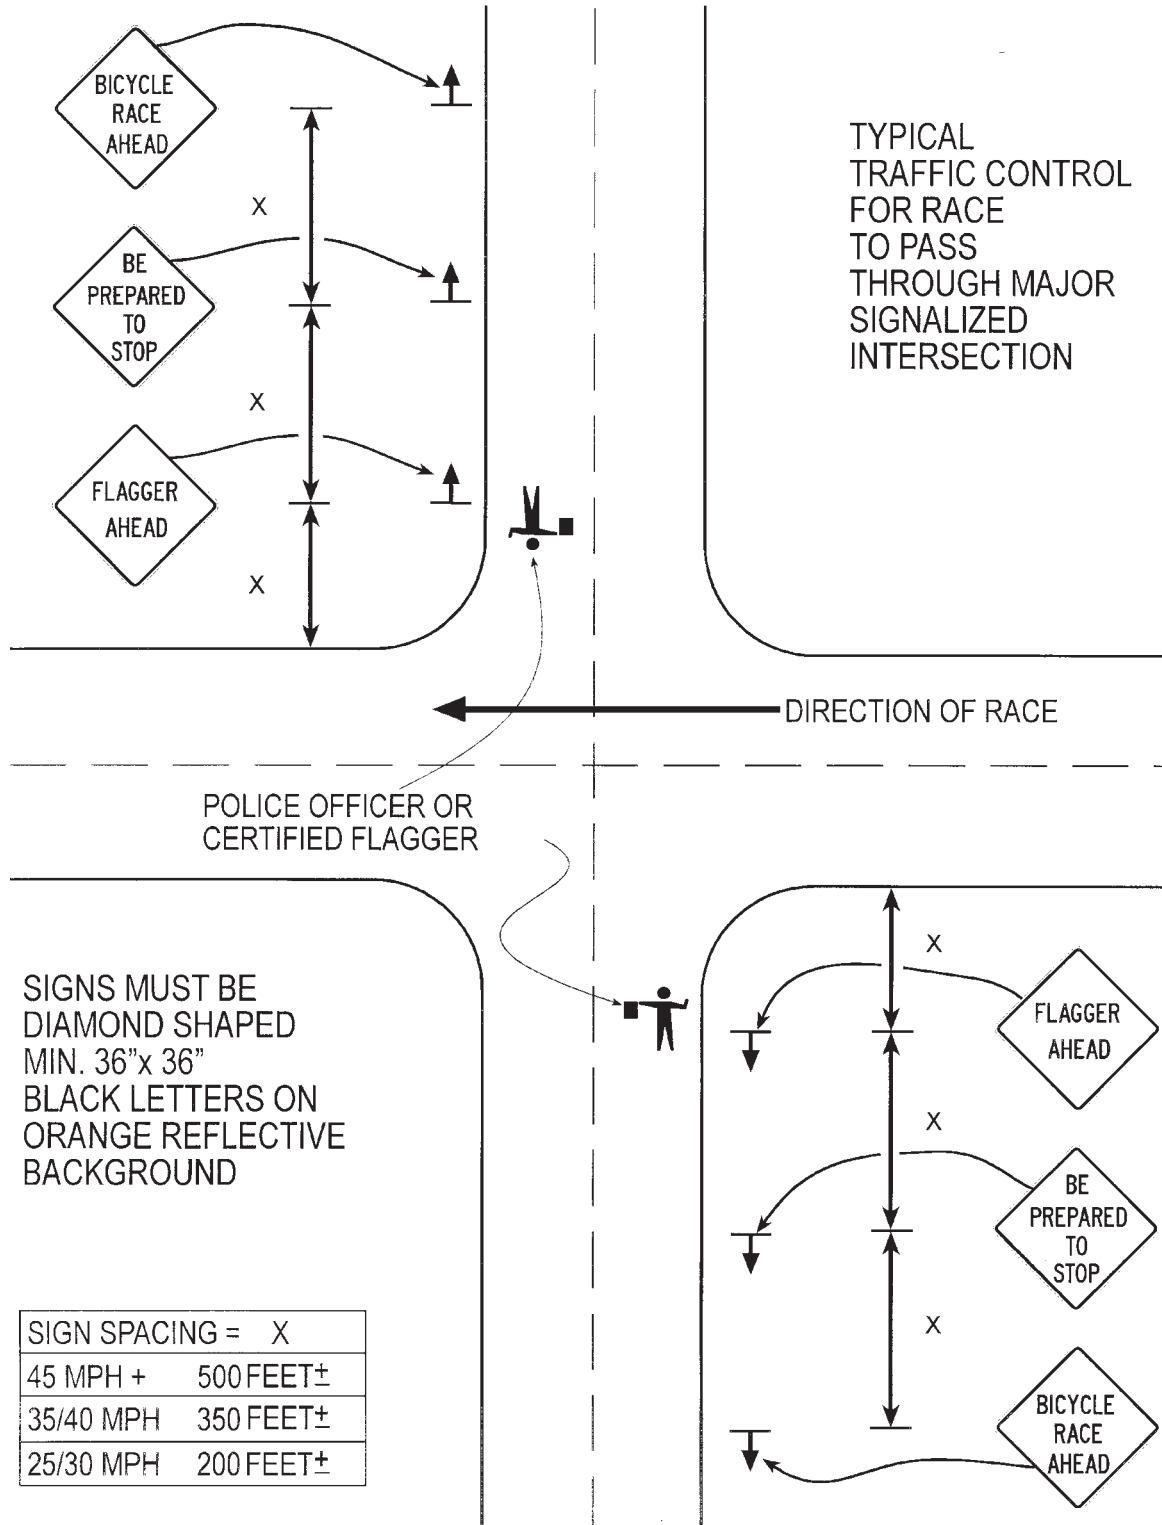 BICYCLE
RACE
AHEAD
X
BE
PREPARED
TO
STOP
X
FLAGGER
AHEAD
X
TYPICAL
TRAFFIC CONTROL
FOR RACE
TO PASS
THROUGH MAJOR
SIGNALIZED
INTERSECTION
DIRECTION OF RACE
POLICE OFFICER OR
CERTIFIED FLAGGER
SIGNS MUST BE
DIAMOND SHAPED
MIN. 36”x 36”
BLACK LETTERS ON
ORANGE REFLECTIVE
BACKGROUND
X
FLAGGER
AHEAD
X
BE
PREPARED
TO
STOP
X
BICYCLE
RACE
AHEAD
SIGN SPACING = X
45 MPH + 500 FEET±
35/40 MPH 350 FEET±
25/30 MPH 200 FEET±